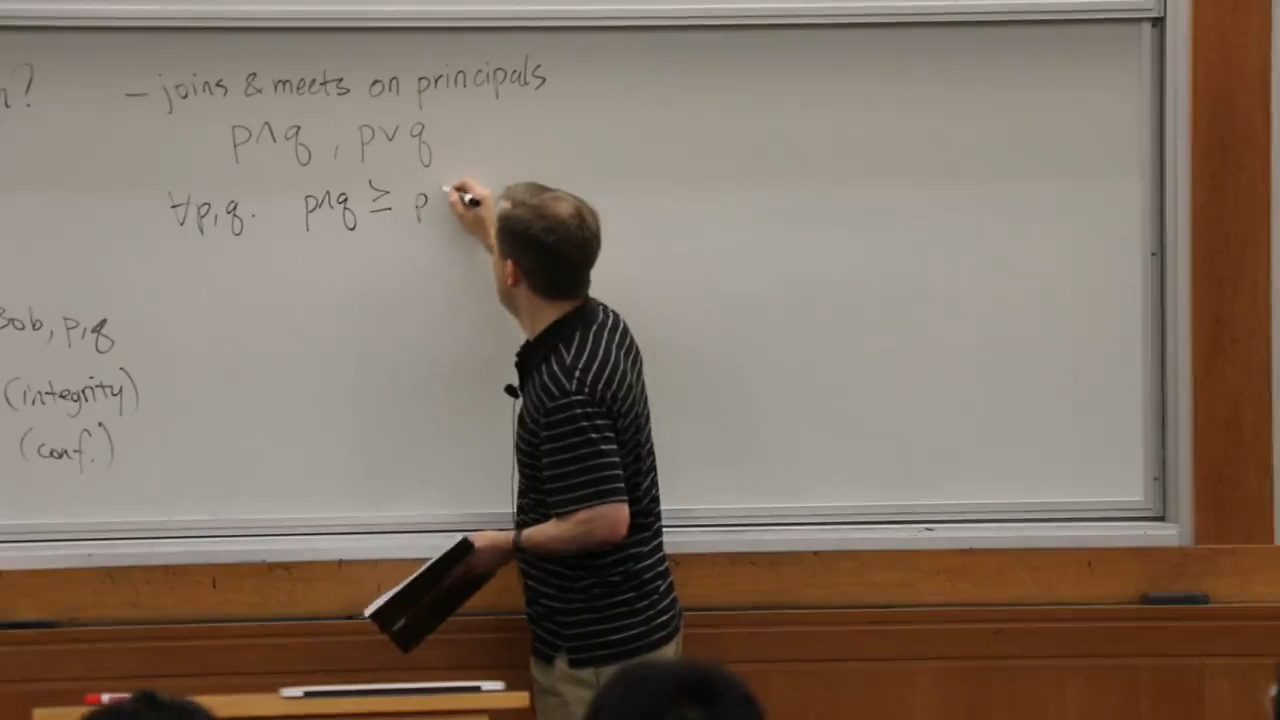 – joins & meets on principals
p∧q, p∨q
∀p,q. p∧q ≥ p
Bob, p,q
(integrity)
(conf.)